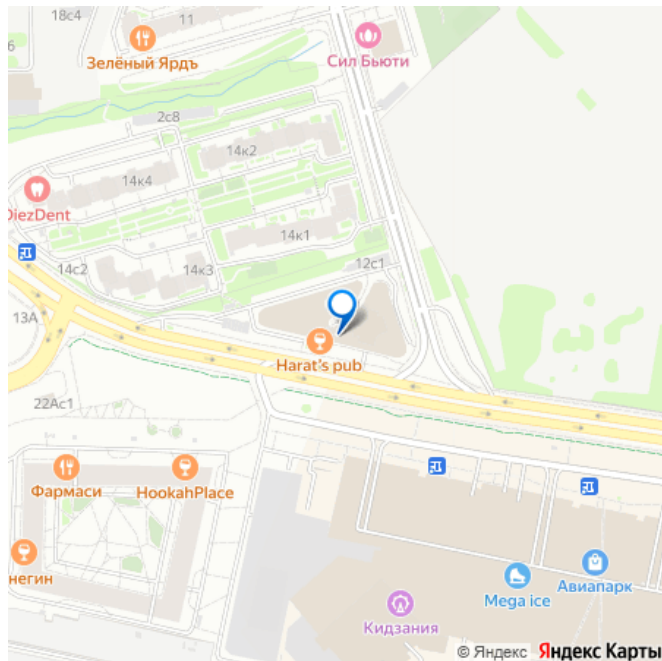 18с4
11
6
Зелёный Ярдъ
Сил Бьюти
2с8
14к2
14к4
DiezDent
14к1
14с2
14к3
12с1
13А
Harat's pub
22Ас1
Фармаси
HookahPlace
негин
Mega ice
Авиапарк
Кидзания
© Яндекс Яндекс Карты